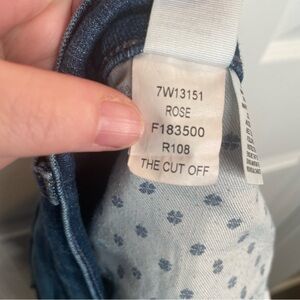 7W13151
ROSE
F183500
R108
THE CUT OFF